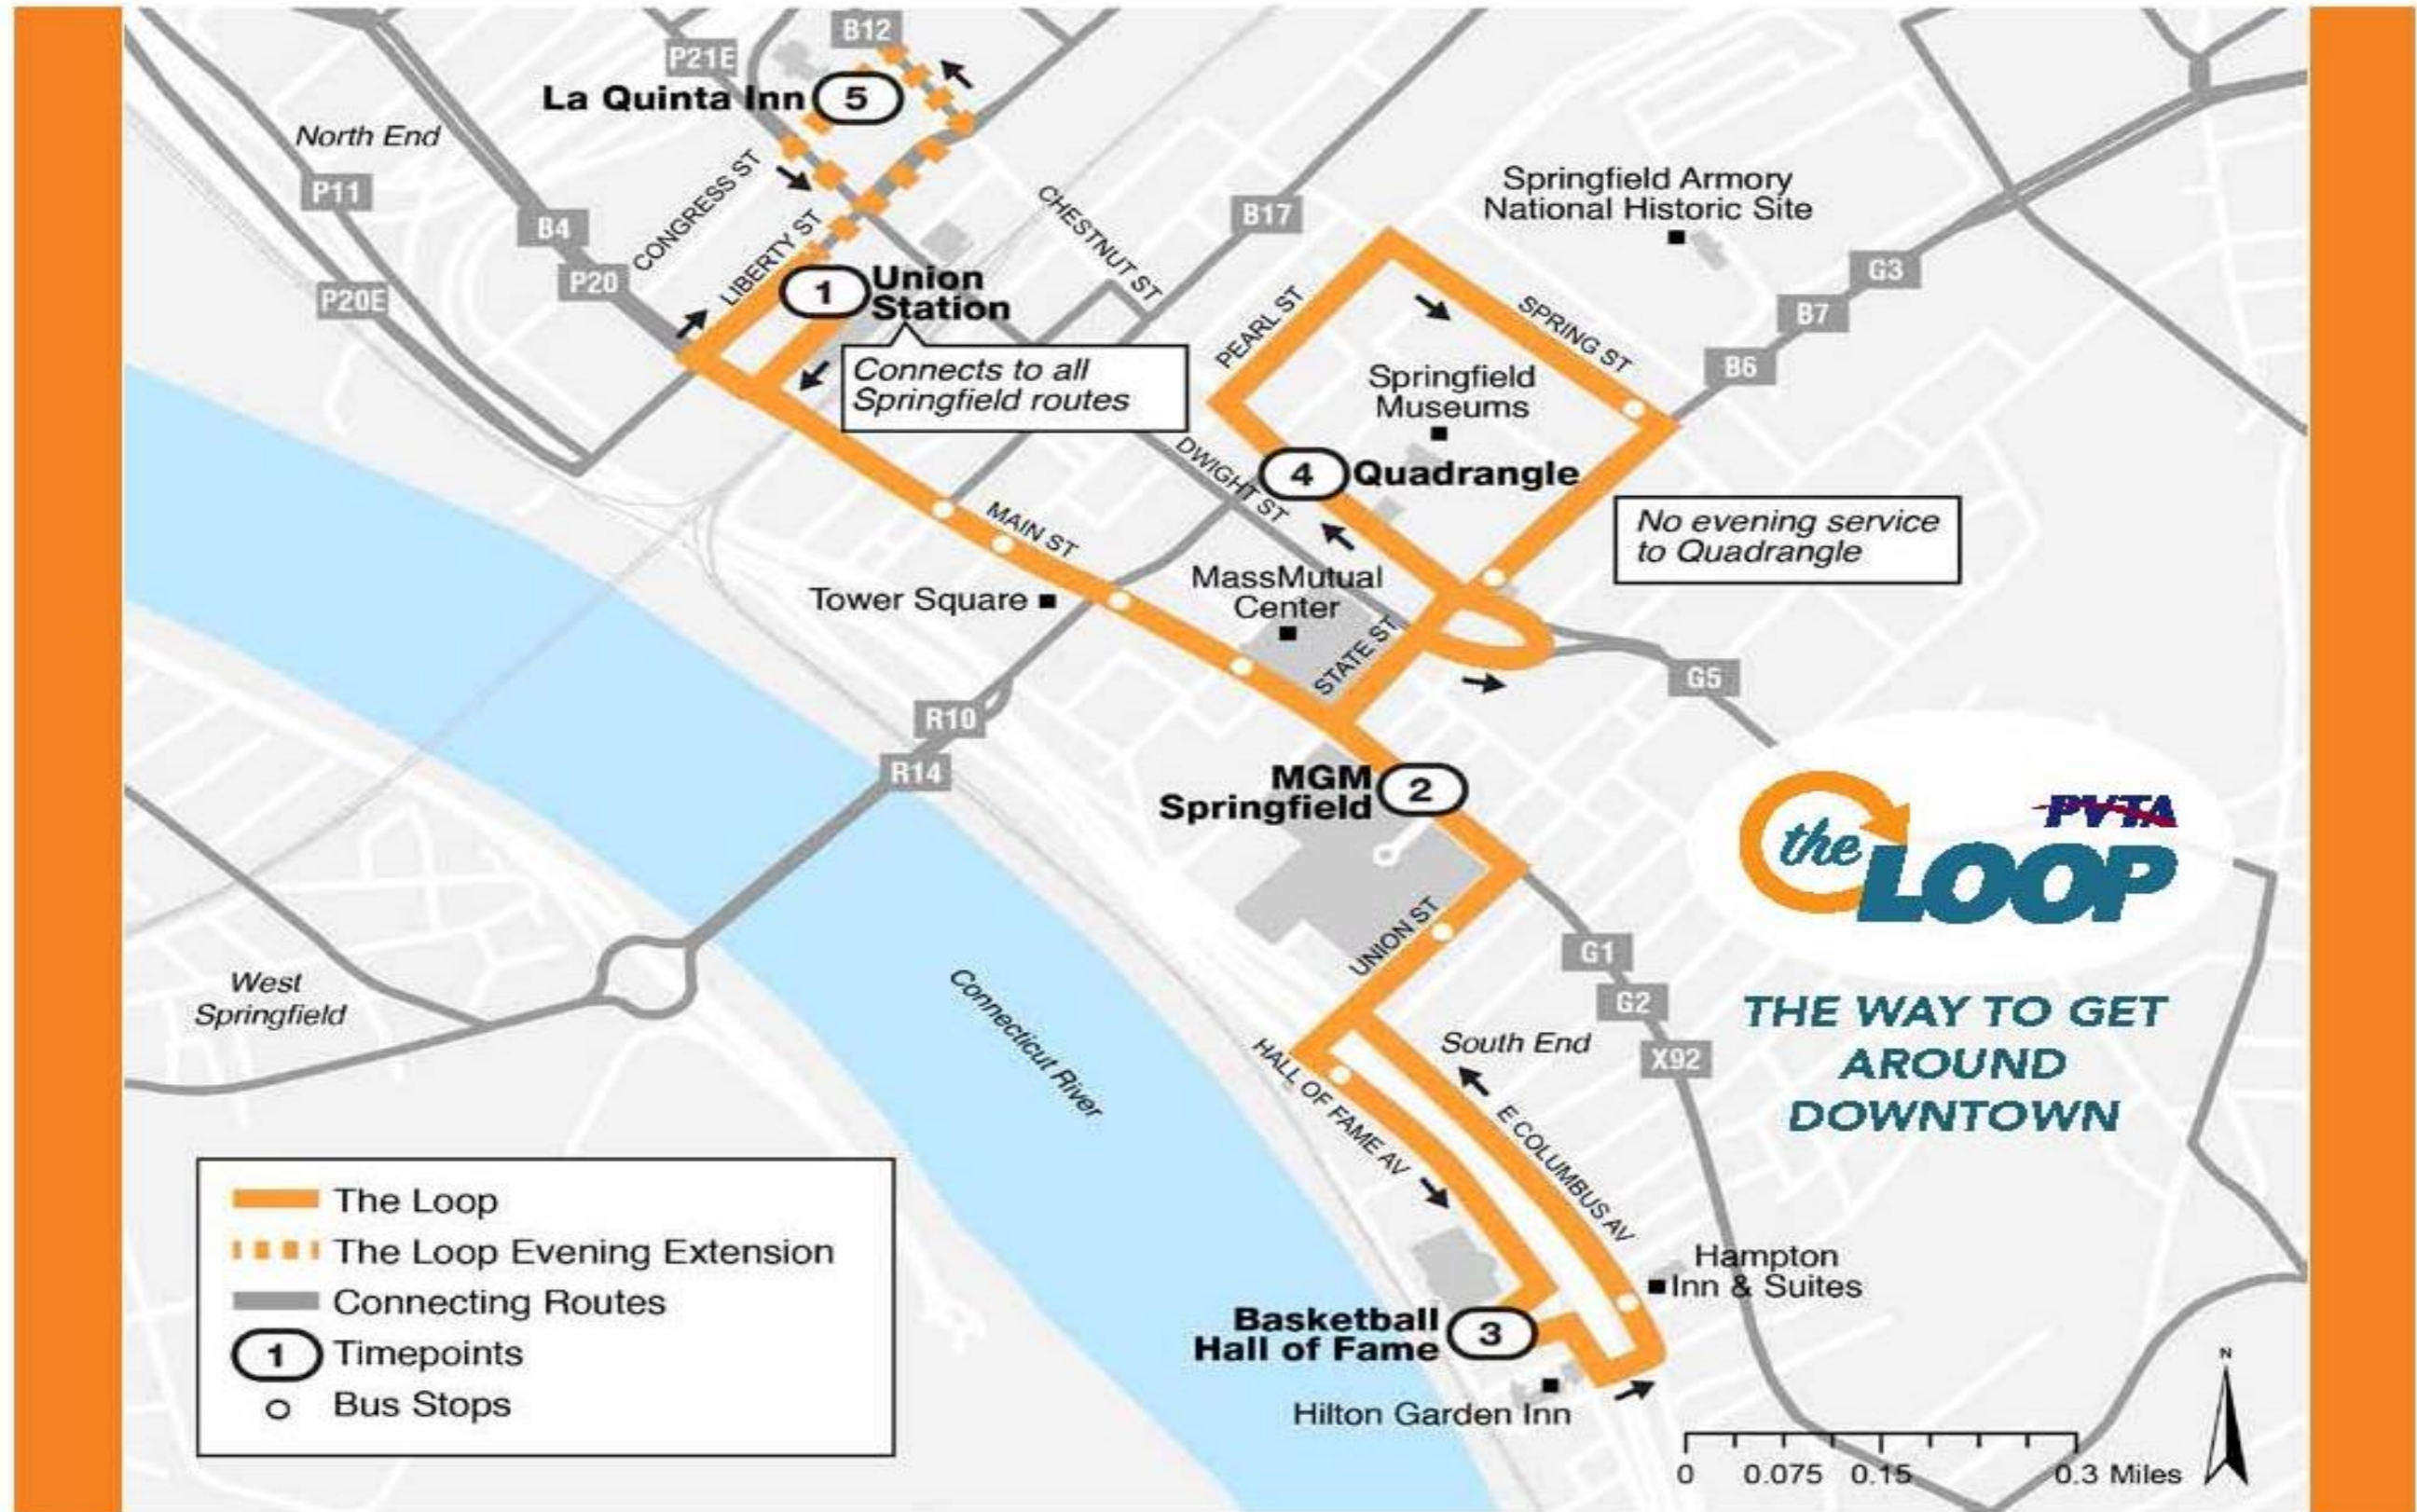 B12
P21E
La Quinta Inn
5
North End
P11
B4
P20
P20E
CONGRESS ST
LIBERTY ST
CHESTNUT ST
B17
Springfield Armory
National Historic Site
G3
B7
B6
1
Union
Station
Connects to all
Springfield routes
PEARL ST
SPRING ST
Springfield
Museums
4
Quadrangle
DWIGHT ST
No evening service
to Quadrangle
MAIN ST
Tower Square
MassMutual
Center
STATE ST
G5
R10
R14
MGM
Springfield
2
the
LOOP
PVTA
THE WAY TO GET
AROUND
DOWNTOWN
UNION ST
G1
G2
X92
West
Springfield
Connecticut River
South End
HALL OF FAME AV
E COLUMBUS AV
Hampton
Inn & Suites
Basketball
Hall of Fame
3
Hilton Garden Inn
The Loop
The Loop Evening Extension
Connecting Routes
1
Timepoints
Bus Stops
N
0 0.075 0.15 0.3 Miles